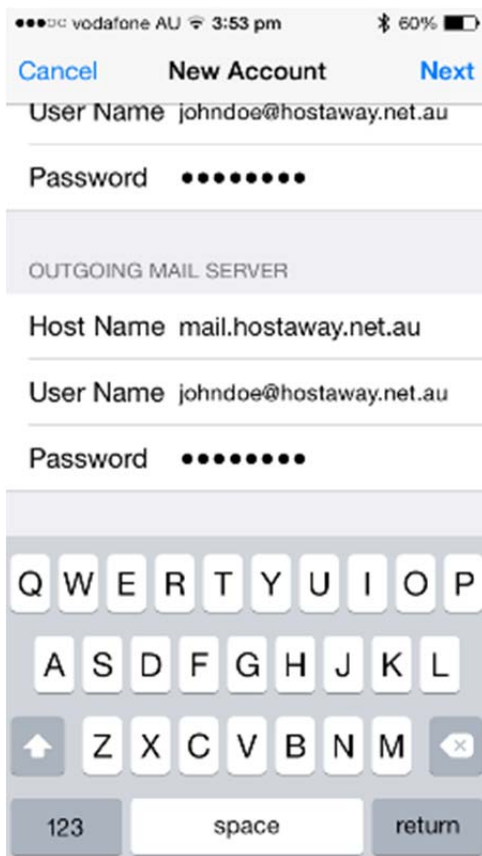 vodafone AU 3:53 pm 60%
Cancel New Account Next
User Name johndoe@hostaway.net.au
Password ●●●●●●●●
OUTGOING MAIL SERVER
Host Name mail.hostaway.net.au
User Name johndoe@hostaway.net.au
Password ●●●●●●●●
Q W E R T Y U I O P
A S D F G H J K L
Z X C V B N M
123 space return